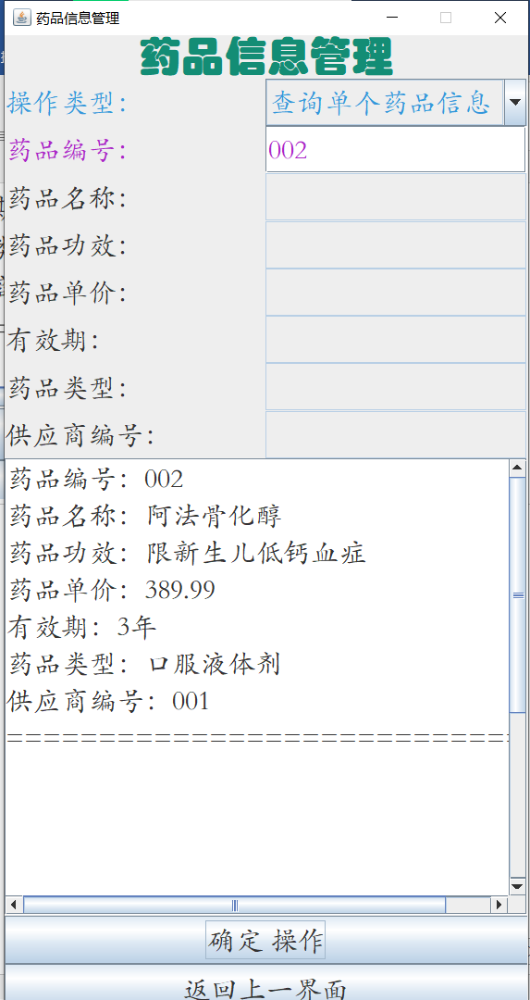 药品信息管理
药品信息管理
操作类型: 查询单个药品信息
药品编号: 002
药品名称:
药品功效:
药品单价:
有效期:
药品类型:
供应商编号:
药品编号: 002
药品名称: 阿法骨化醇
药品功效: 限新生儿低钙血症
药品单价: 389.99
有效期: 3年
药品类型: 口服液体剂
供应商编号: 001
============================
确定 操作
返回上一界面